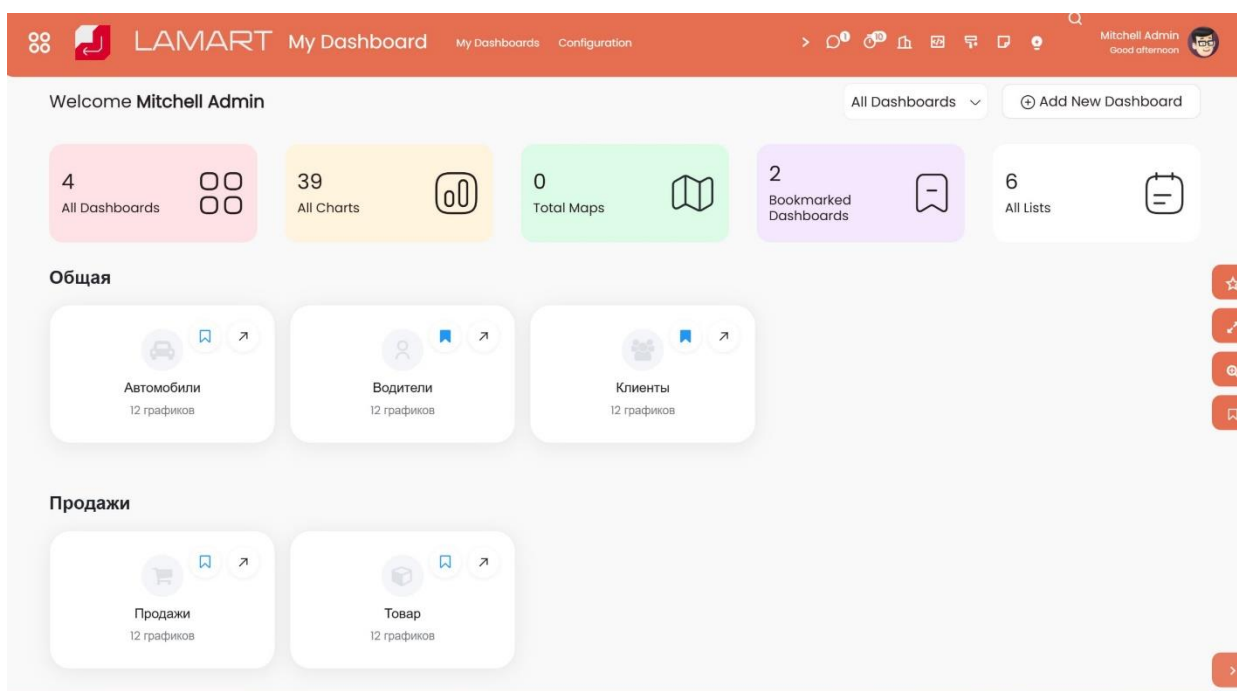 LAMART My Dashboard My Dashboards Configuration
1
10
Mitchell Admin
Good afternoon
Welcome Mitchell Admin
All Dashboards
Add New Dashboard
4
All Dashboards
39
All Charts
0
Total Maps
2
Bookmarked
Dashboards
6
All Lists
Общая
Автомобили
12 графиков
Водители
12 графиков
Клиенты
12 графиков
Продажи
Продажи
12 графиков
Товар
12 графиков